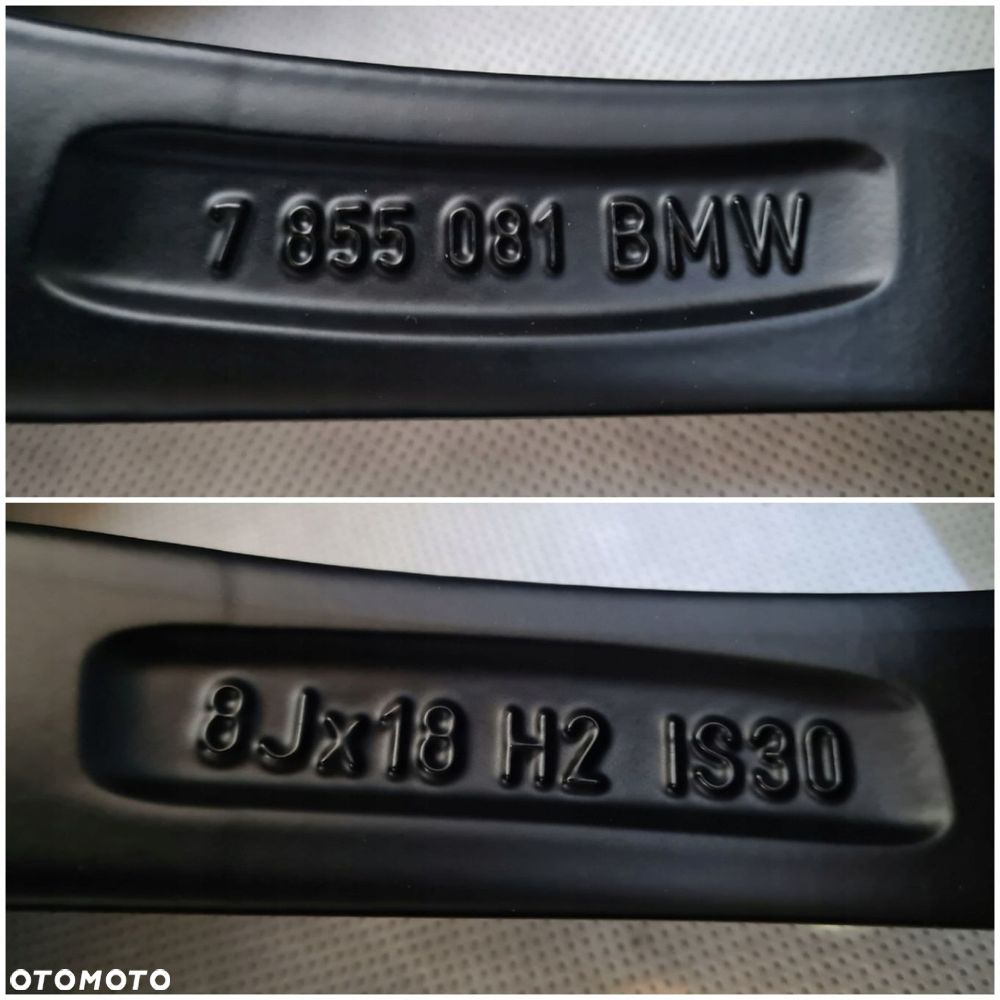 7 855 081 BMW
8Jx18 H2 IS30
OTOMOTO